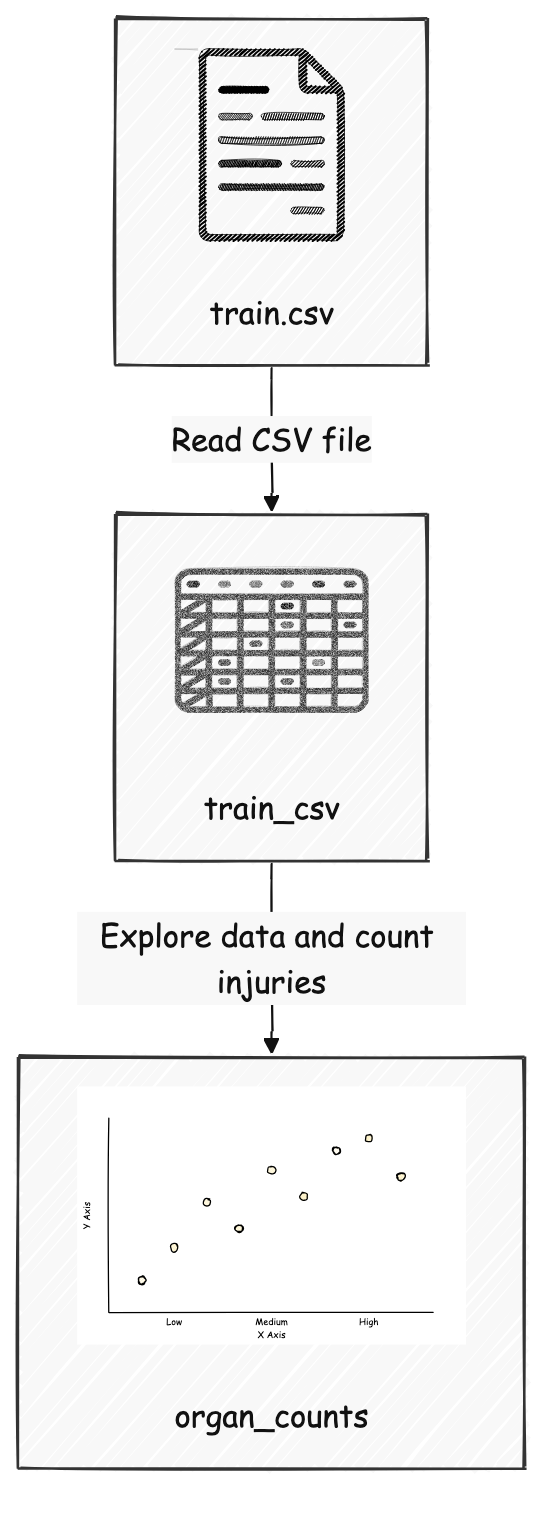 train.csv
Read CSV file
train_csv
Explore data and count
injuries
Y Axis
Low Medium High
X Axis
organ_counts